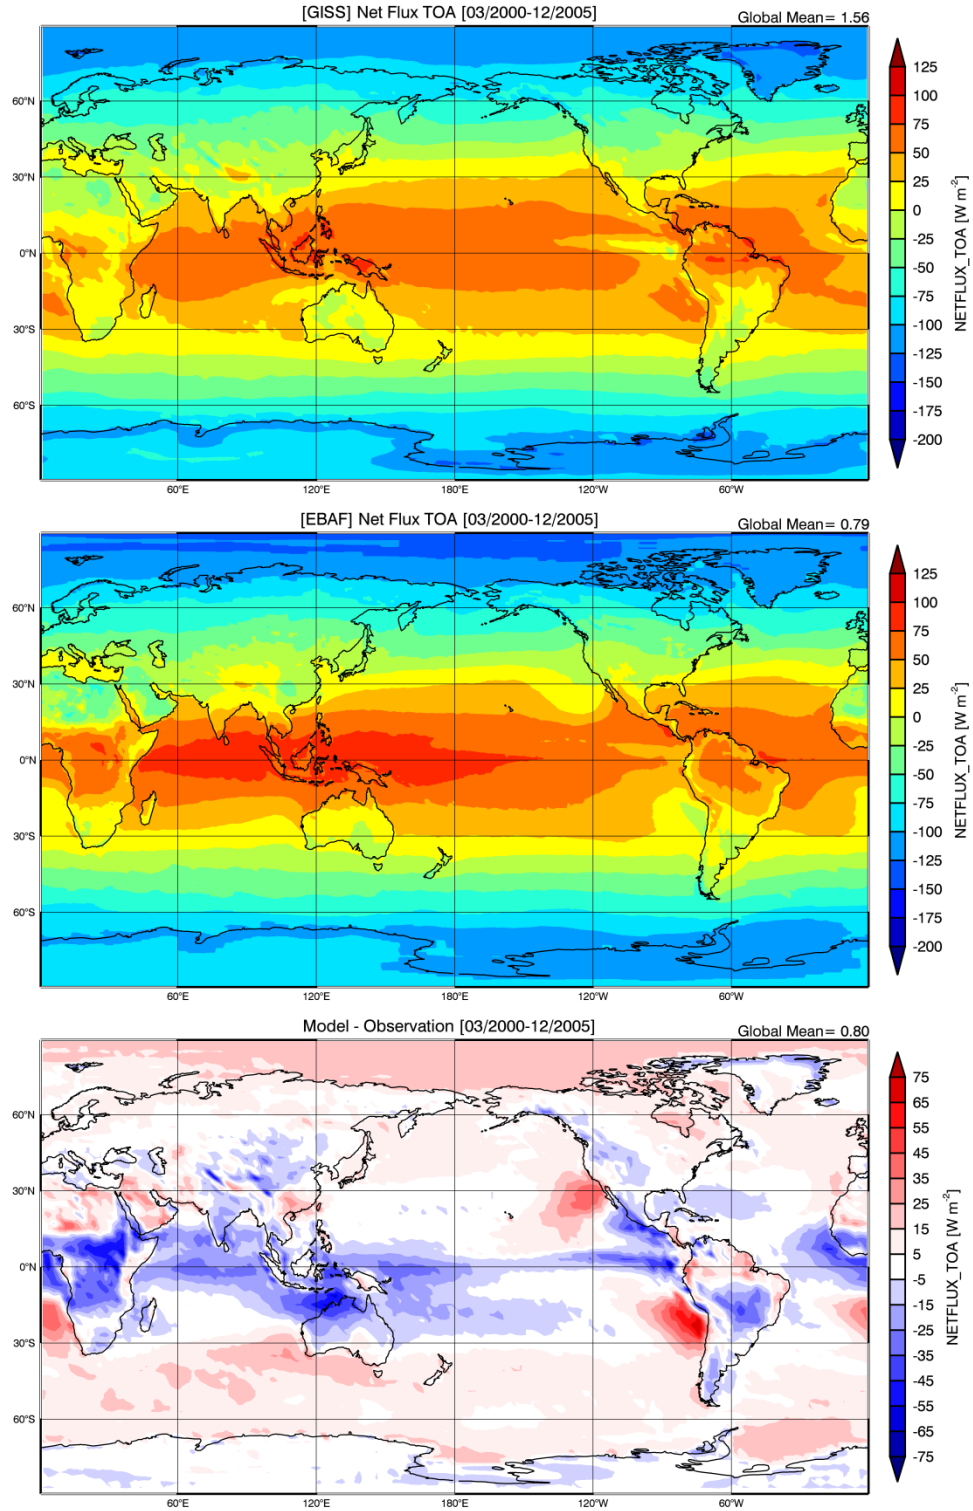 [GISS] Net Flux TOA [03/2000-12/2005]
Global Mean= 1.56
60°N
30°N
0°N
30°S
60°S
60°E
120°E
180°E
120°W
60°W
125
100
75
50
25
0
-25
-50
-75
-100
-125
-150
-175
-200
NETFLUX_TOA [W m-2]
[EBAF] Net Flux TOA [03/2000-12/2005]
Global Mean= 0.79
60°N
30°N
0°N
30°S
60°S
60°E
120°E
180°E
120°W
60°W
125
100
75
50
25
0
-25
-50
-75
-100
-125
-150
-175
-200
NETFLUX_TOA [W m-2]
Model - Observation [03/2000-12/2005]
Global Mean= 0.80
60°N
30°N
0°N
30°S
60°S
60°E
120°E
180°E
120°W
60°W
75
65
55
45
35
25
15
5
-5
-15
-25
-35
-45
-55
-65
-75
NETFLUX_TOA [W m-2]